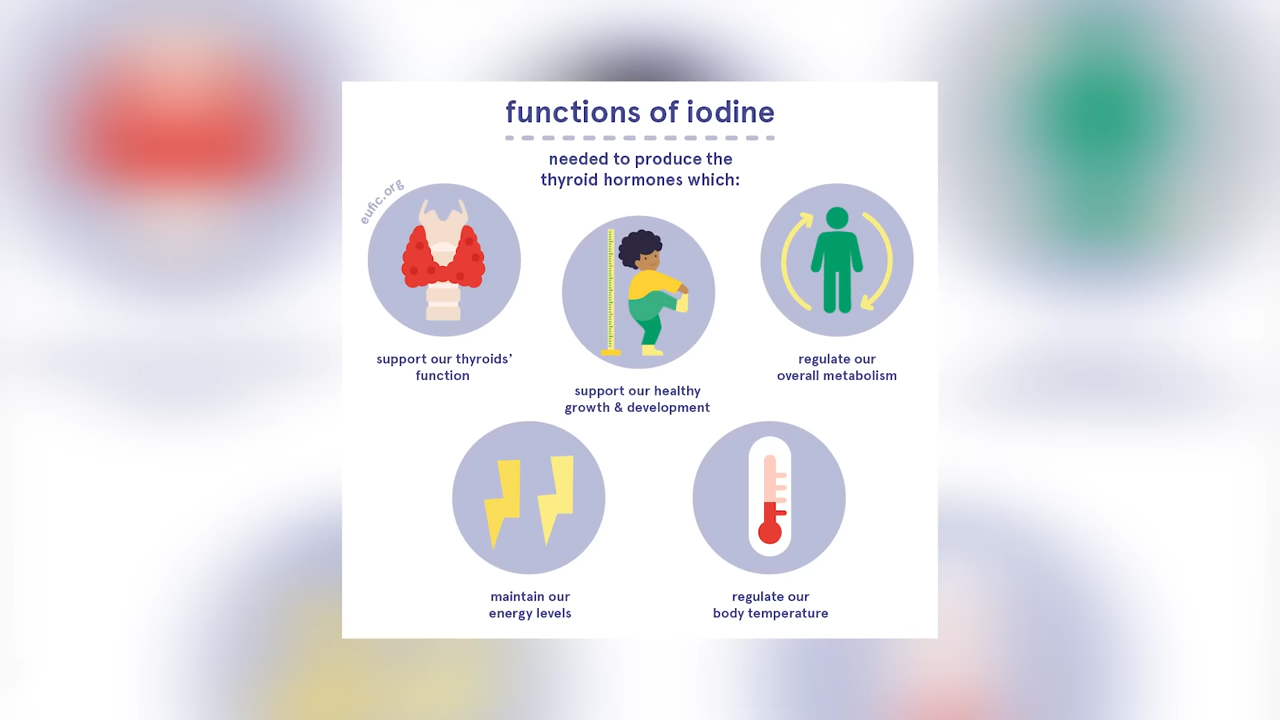 functions of iodine
needed to produce the
thyroid hormones which:
eufic.org
support our thyroids'
function
support our healthy
growth & development
regulate our
overall metabolism
maintain our
energy levels
regulate our
body temperature